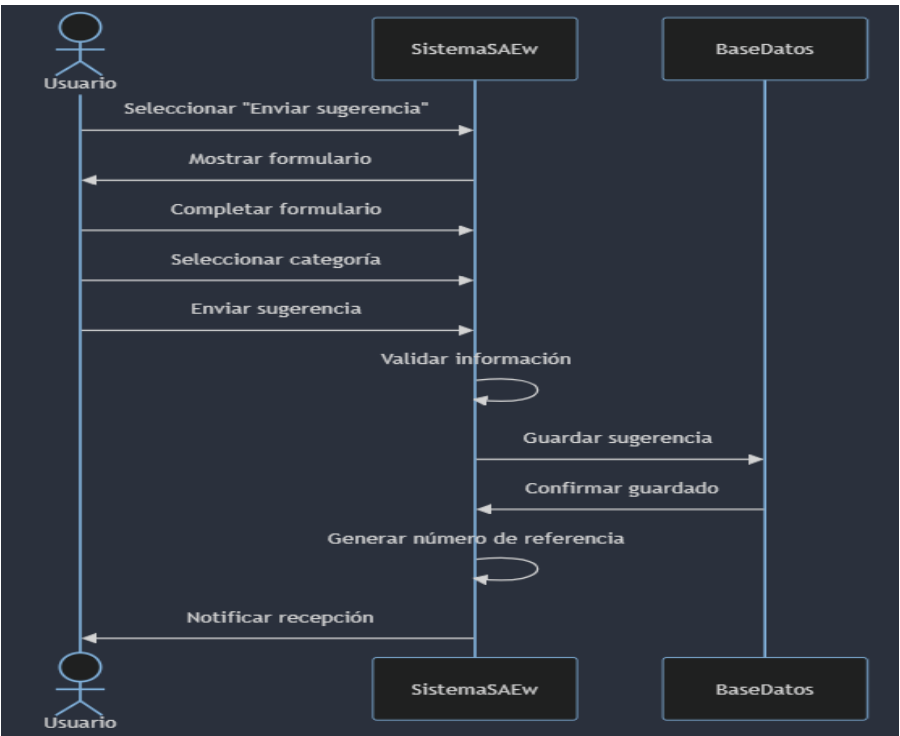 SistemaSAEw
BaseDatos
Usuario
Seleccionar "Enviar sugerencia"
Mostrar formulario
Completar formulario
Seleccionar categoría
Enviar sugerencia
Validar información
Guardar sugerencia
Confirmar guardado
Generar número de referencia
Notificar recepción
SistemaSAEw
BaseDatos
Usuario